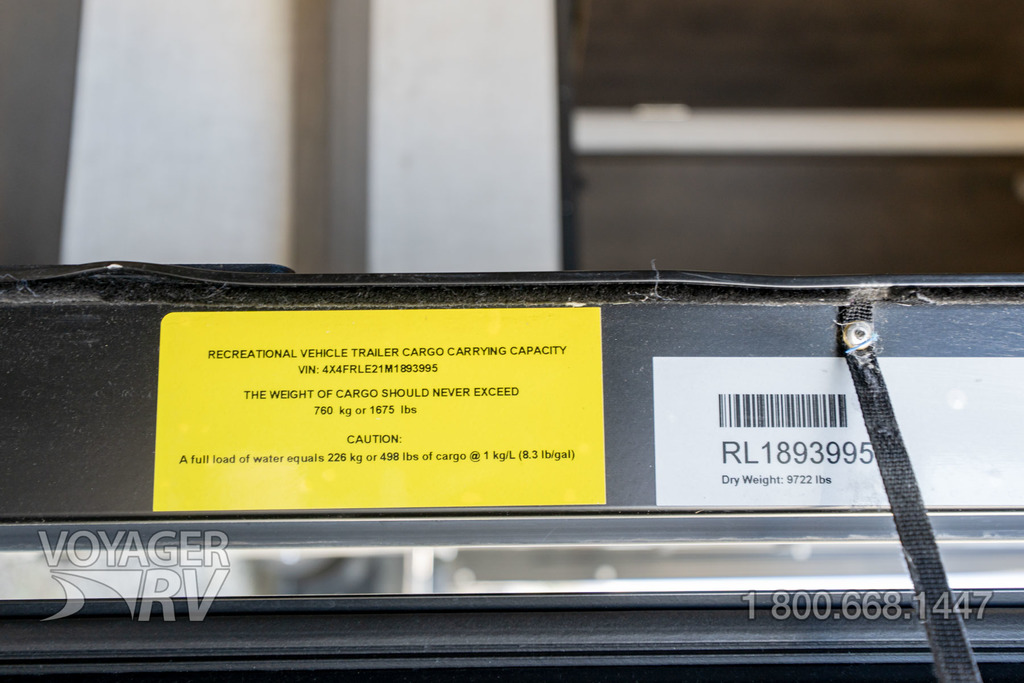 RECREATIONAL VEHICLE TRAILER CARGO CARRYING CAPACITY
VIN: 4X4FRLE21M1893995
THE WEIGHT OF CARGO SHOULD NEVER EXCEED
760 kg or 1675 lbs
CAUTION:
A full load of water equals 226 kg or 498 lbs of cargo @ 1 kg/L (8.3 lb/gal)
RL1893995
Dry Weight: 9722 lbs
VOYAGER
RV
1 800.668.1447